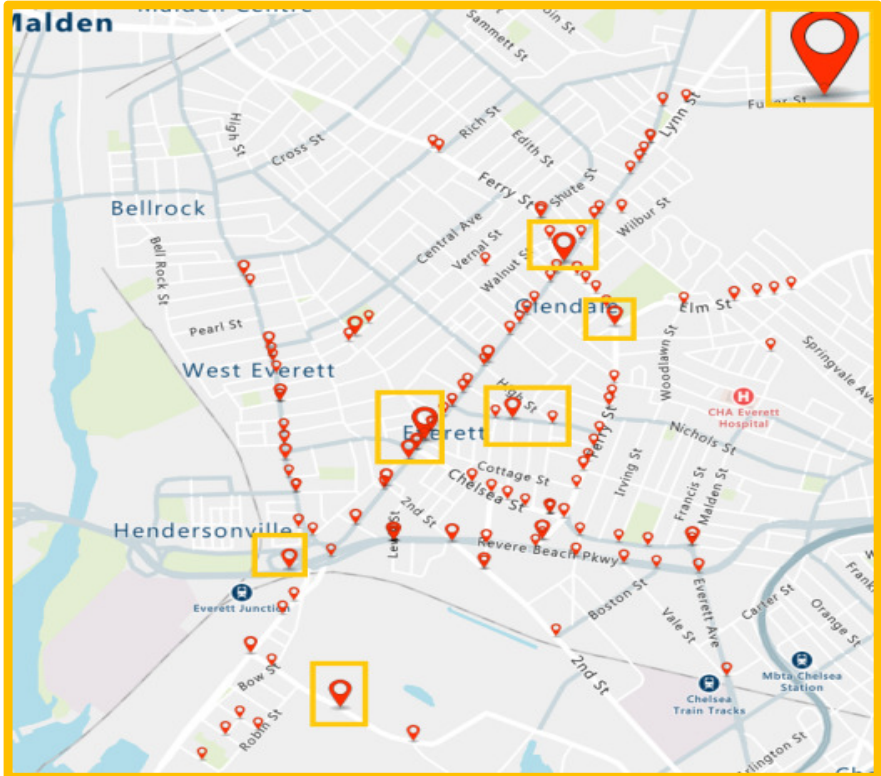 Malden Centre
Malden
Sammett St
Fuller St
Lynn St
High St
Rich St
Cross St
Edith St
Ferry St
Shute St
Bellrock
Wilbur St
Central Ave
Vernal St
Walnut St
Bell Rock St
Glendale
Elm St
Pearl St
Woodlawn St
Springvale Ave
West Everett
High St
H
CHA Everett
Hospital
Everett
Ferry St
Nichols St
Cottage St
Irving St
Chelsea St
Francis St
Malden St
2nd St
Hendersonville
Lewis St
Revere Beach Pkwy
Everett Junction
Boston St
Everett Ave
Carter St
Vale St
Orange St
2nd St
Bow St
Mbta Chelsea
Station
Chelsea
Train Tracks
Robin St
Arlington St